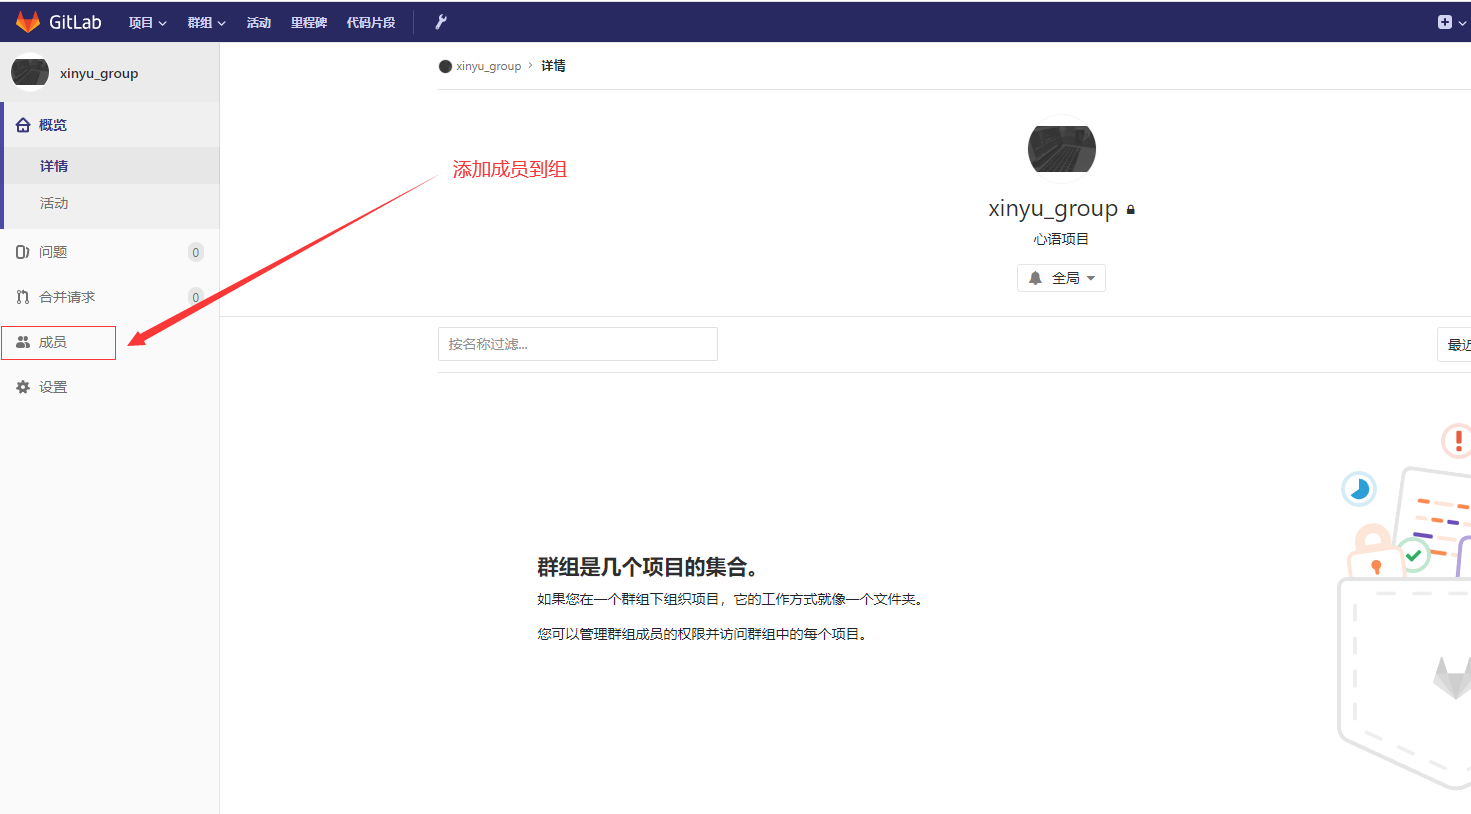 GitLab 项目 群组 活动 里程碑 代码片段
xinyu_group
概览
详情
活动
问题 0
合并请求 0
成员
设置
xinyu_group › 详情
添加成员到组
xinyu_group
心语项目
全局
按名称过滤...
最近
群组是几个项目的集合。
如果您在一个群组下组织项目，它的工作方式就像一个文件夹。
您可以管理群组成员的权限并访问群组中的每个项目。